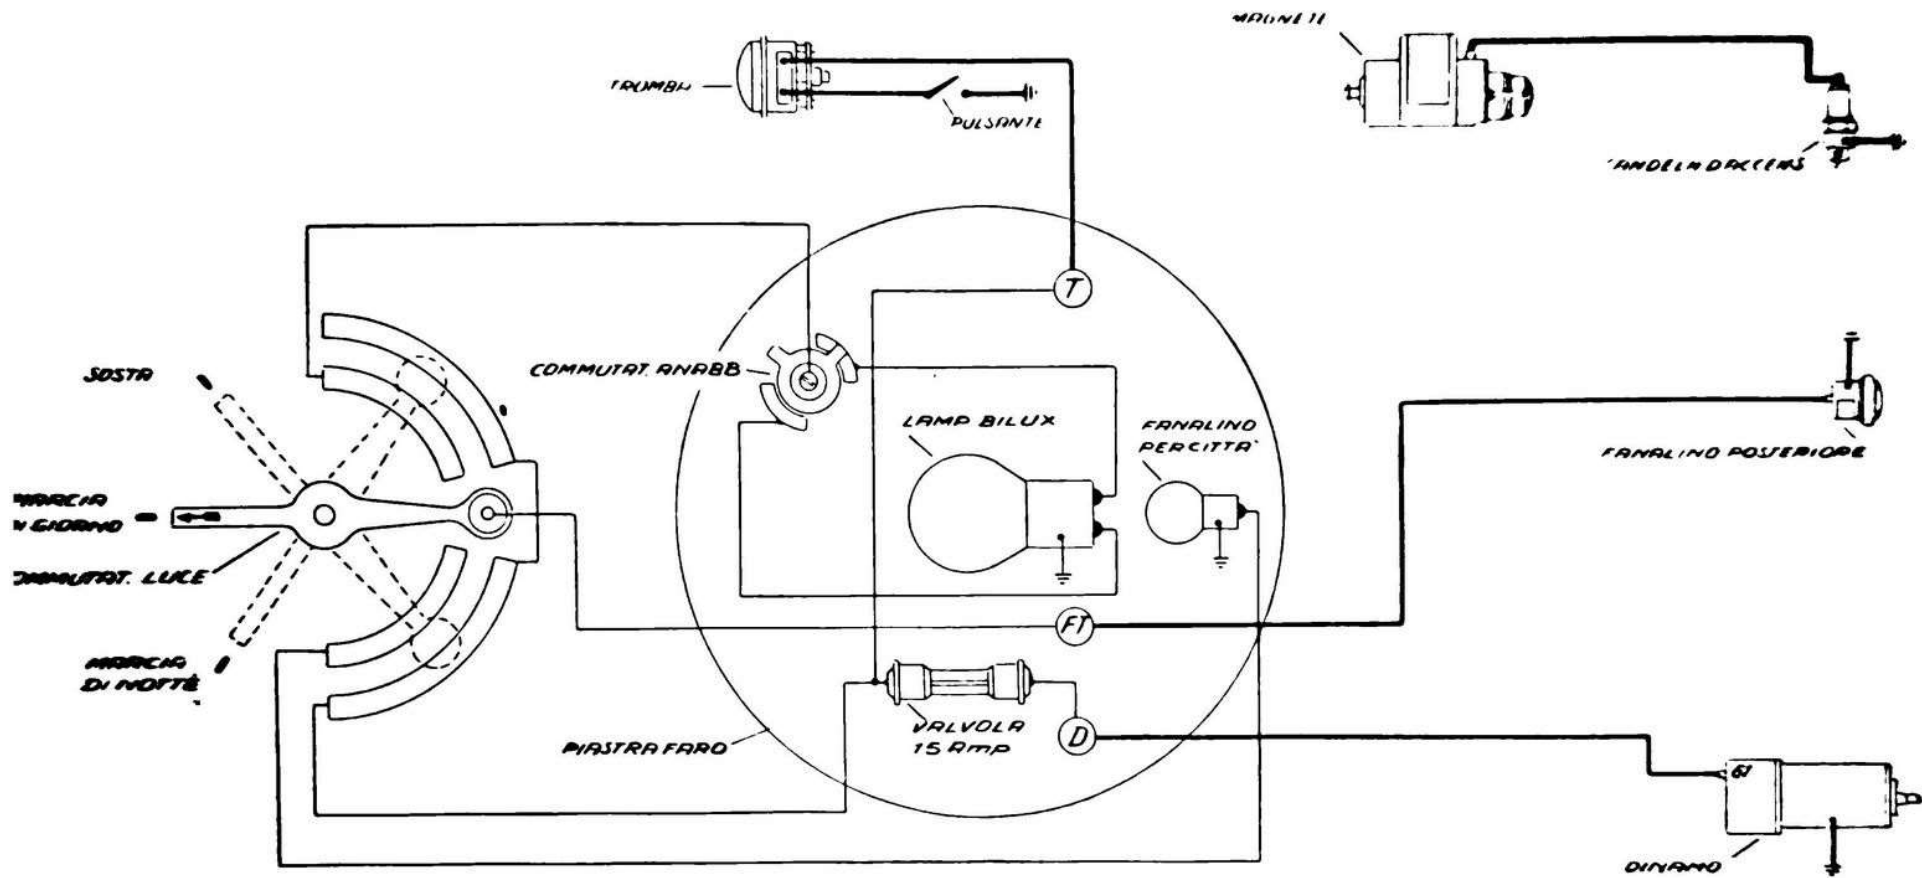 MAGNETE
TROMBA
PULSANTE
CANDELA D'ACCENS
T
SOSTA
COMMUTAT. ANABB
LAMP BILUX
FANALINO
PER CITTA'
FANALINO POSTERIORE
MARCIA
GIORNO
COMMUTAT. LUCE
FT
MARCIA
DI NOTTE
VALVOLA
15 Amp
D
PIASTRA FARO
61
DINAMO